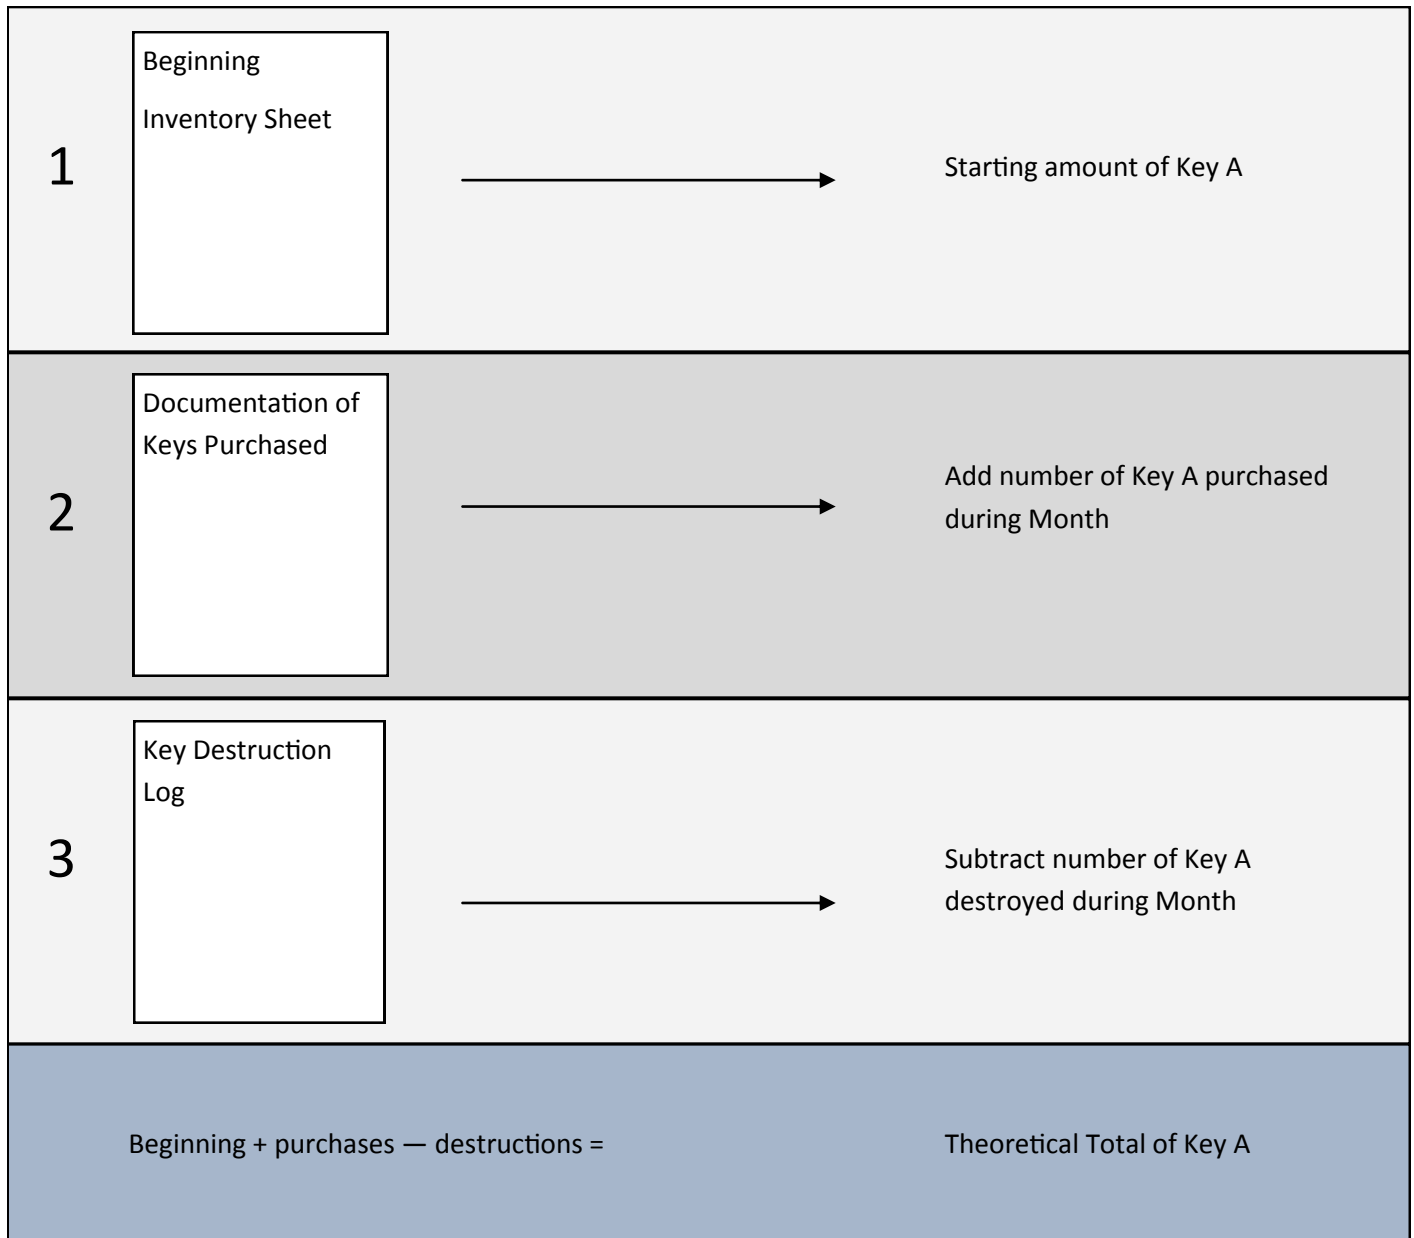 1
Beginning
Inventory Sheet
Starting amount of Key A
2
Documentation of
Keys Purchased
Add number of Key A purchased
during Month
3
Key Destruction
Log
Subtract number of Key A
destroyed during Month
Beginning + purchases — destructions =
Theoretical Total of Key A